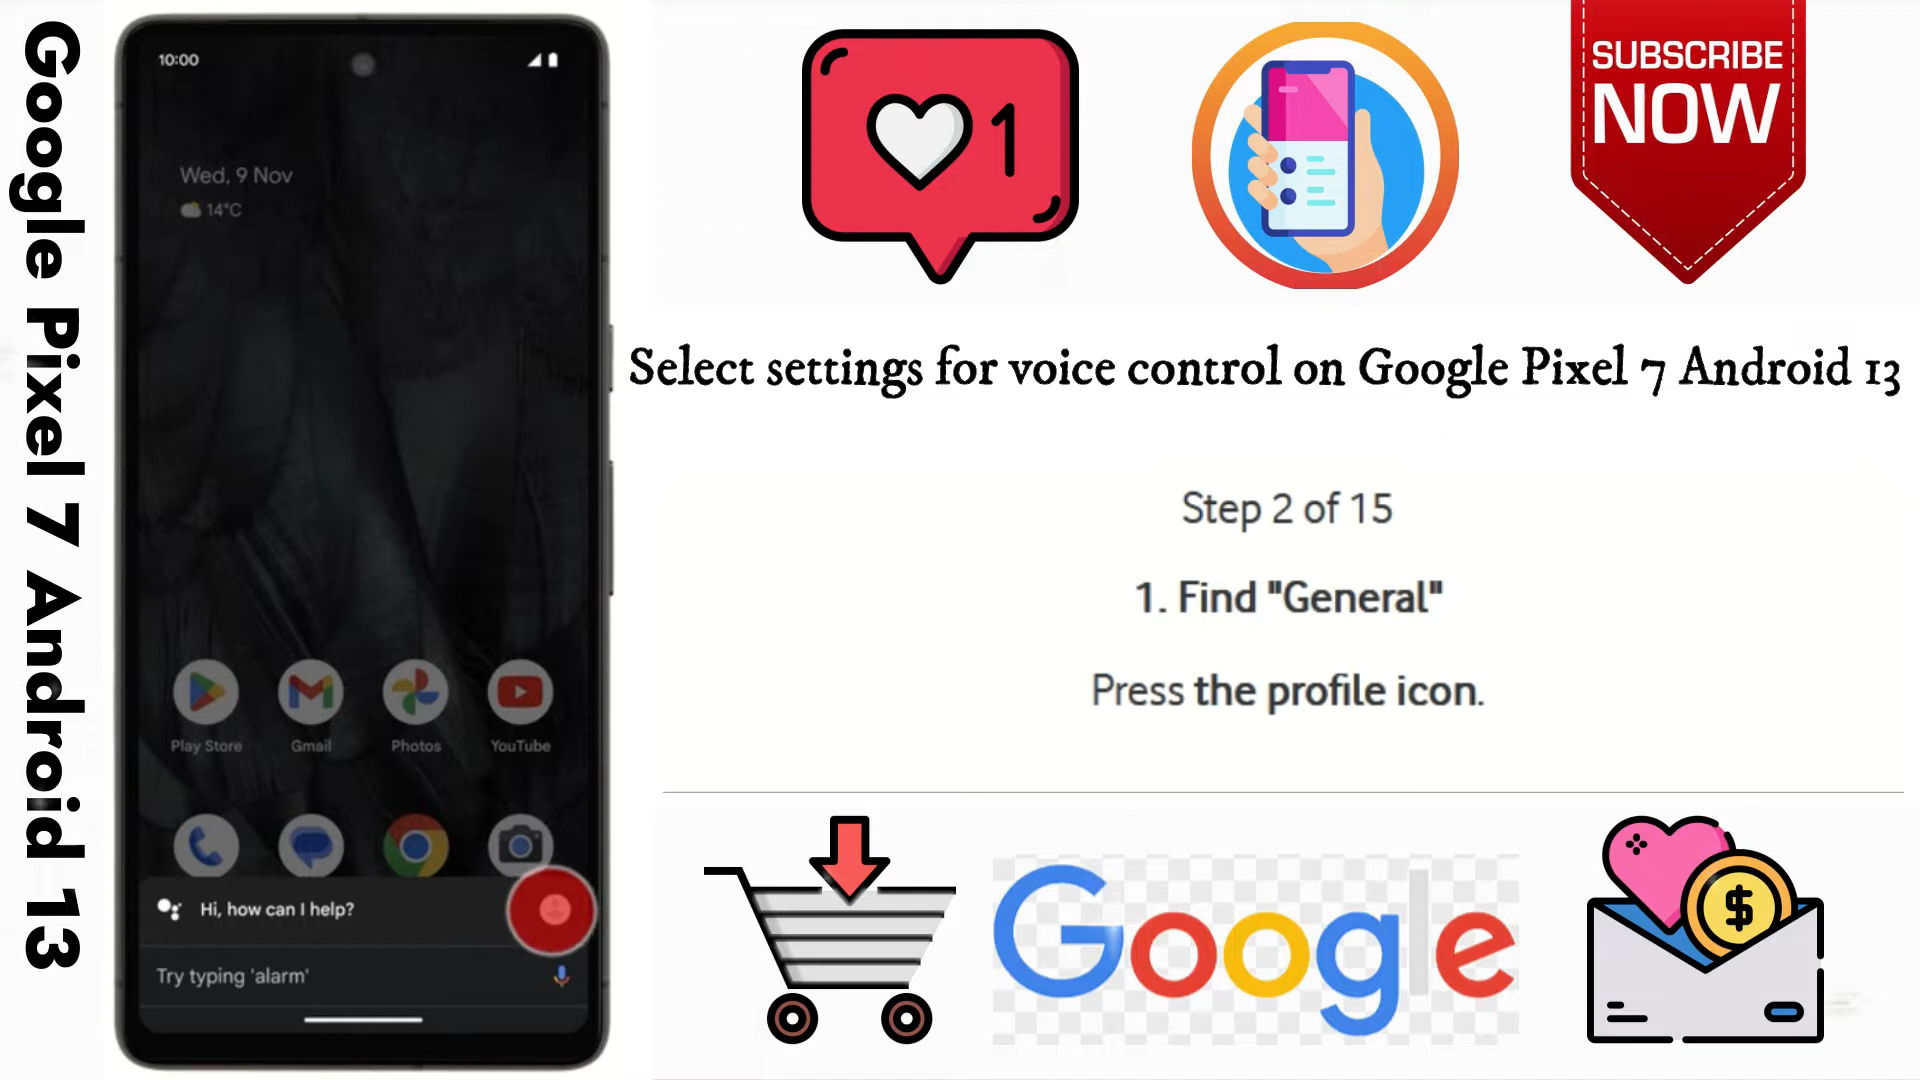 Google Pixel 7 Android 13
10:00
Wed, 9 Nov
14°C
Play Store
Gmail
Photos
YouTube
Hi, how can I help?
Try typing 'alarm'
1
SUBSCRIBE
NOW
Select settings for voice control on Google Pixel 7 Android 13
Step 2 of 15
1. Find "General"
Press the profile icon.
Google
$